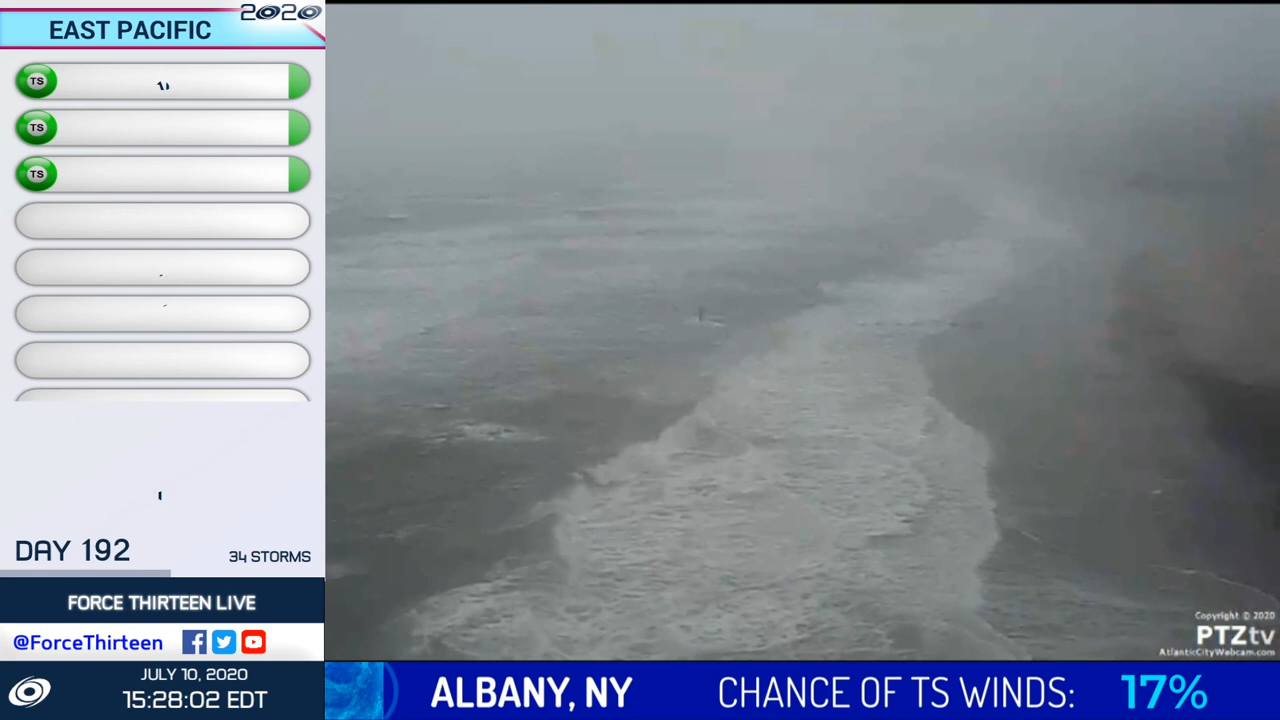 2020
EAST PACIFIC
TS
TS
TS
DAY 192
34 STORMS
FORCE THIRTEEN LIVE
@ForceThirteen
JULY 10, 2020
15:28:02 EDT
Copyright © 2020
PTZtv
AtlanticCityWebcam.com
ALBANY, NY
CHANCE OF TS WINDS:
17%